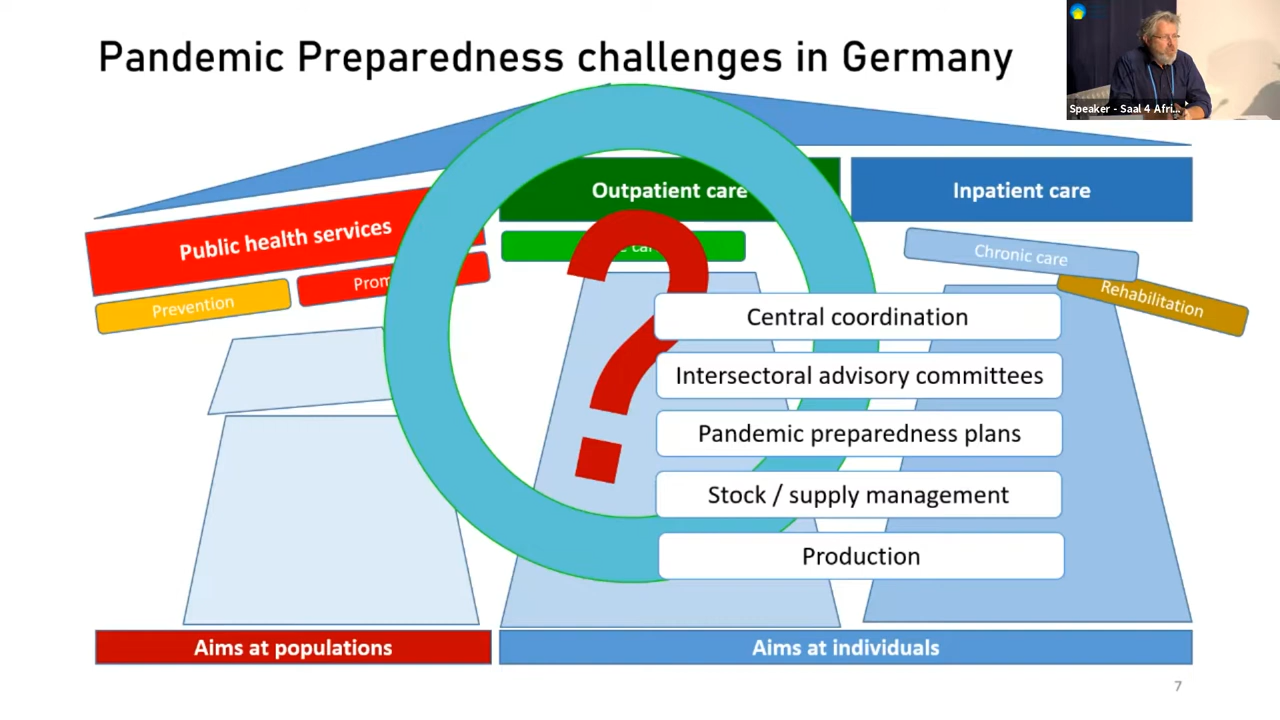 Pandemic Preparedness challenges in Germany
Speaker - Saal 4 Afri...
Public health services
Outpatient care
Inpatient care
Prevention
Prom
Chronic care
Rehabilitation
Central coordination
Intersectoral advisory committees
Pandemic preparedness plans
Stock / supply management
Production
Aims at populations
Aims at individuals
7